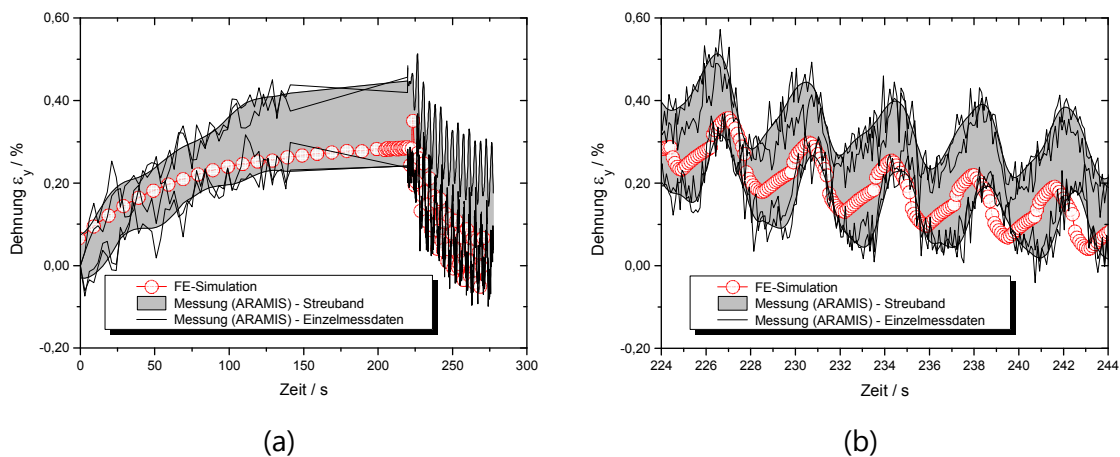 0,60
0,40
0,20
0,00
-0,20
Dehnung εy / %
FE-Simulation
Messung (ARAMIS) - Streuband
Messung (ARAMIS) - Einzelmessdaten
0 50 100 150 200 250 300
Zeit / s
(a)
0,60
0,40
0,20
0,00
-0,20
Dehnung εy / %
FE-Simulation
Messung (ARAMIS) - Streuband
Messung (ARAMIS) - Einzelmessdaten
224 226 228 230 232 234 236 238 240 242 244
Zeit / s
(b)